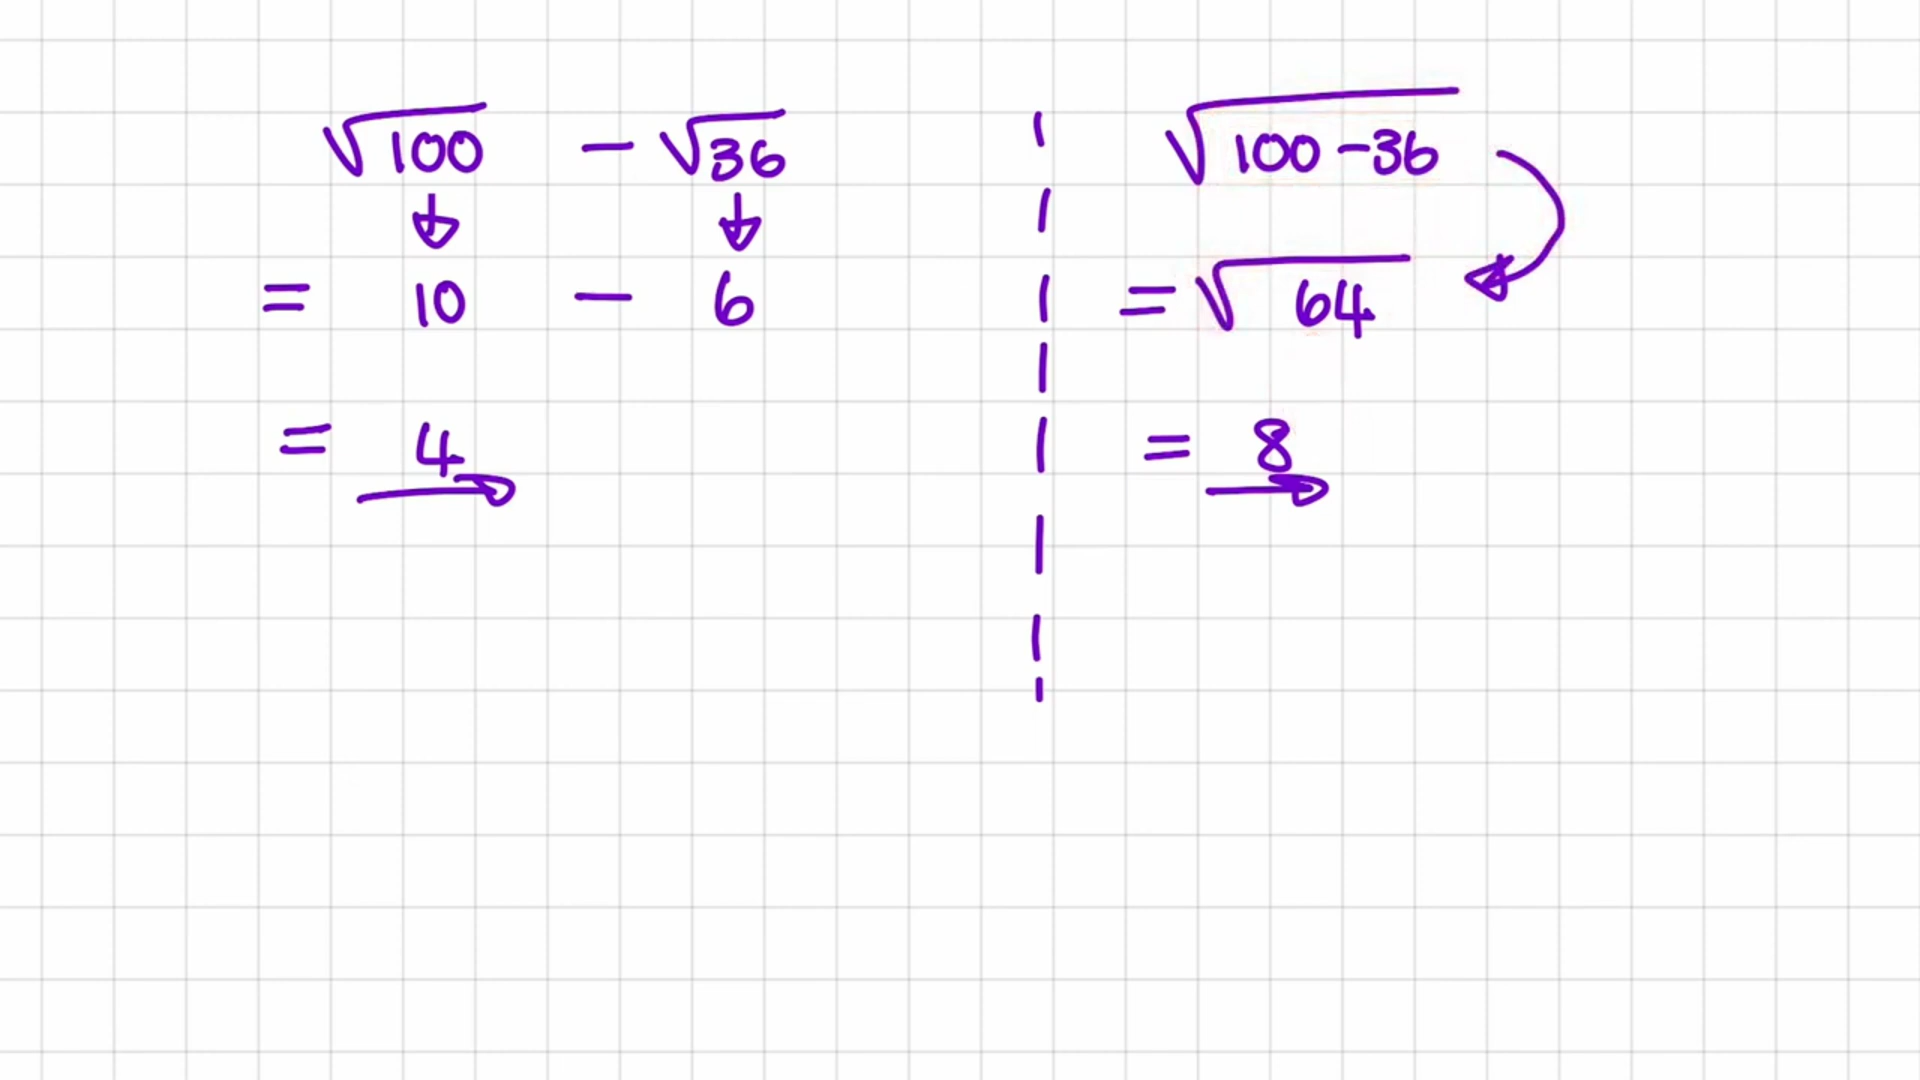 √100 − √36
= 10 − 6
= 4
√100−36
= √64
= 8